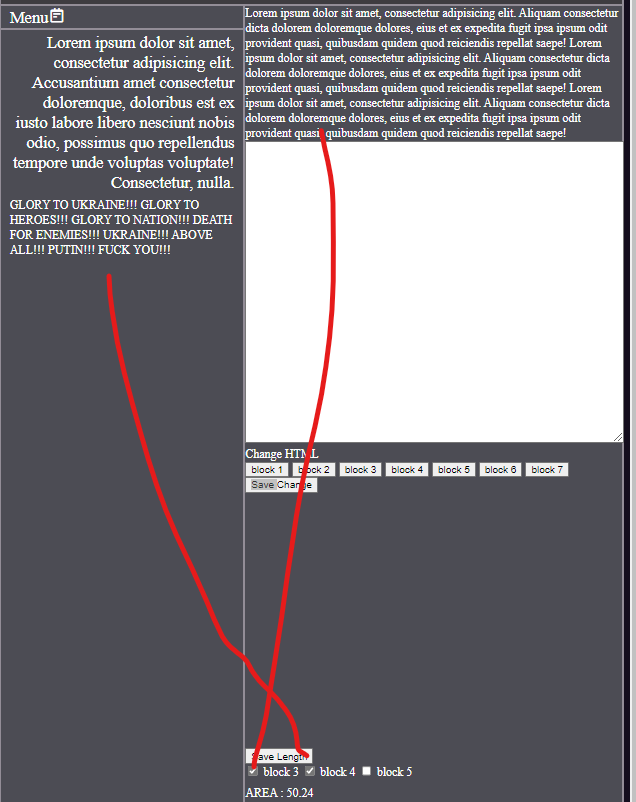 Menu
Lorem ipsum dolor sit amet,
consectetur adipisicing elit.
Accusantium amet consectetur
doloremque, doloribus est ex
iusto labore libero nesciunt nobis
odio, possimus quo repellendus
tempore unde voluptas voluptate!
Consectetur, nulla.
GLORY TO UKRAINE!!! GLORY TO
HEROES!!! GLORY TO NATION!!! DEATH
FOR ENEMIES!!! UKRAINE!!! ABOVE
ALL!!! PUTIN!!! FUCK YOU!!!
Lorem ipsum dolor sit amet, consectetur adipisicing elit. Aliquam consectetur
dicta dolorem doloremque dolores, eius et ex expedita fugit ipsa ipsum odit
provident quasi, quibusdam quidem quod reiciendis repellat saepe! Lorem
ipsum dolor sit amet, consectetur adipisicing elit. Aliquam consectetur dicta
dolorem doloremque dolores, eius et ex expedita fugit ipsa ipsum odit
provident quasi, quibusdam quidem quod reiciendis repellat saepe! Lorem
ipsum dolor sit amet, consectetur adipisicing elit. Aliquam consectetur dicta
dolorem doloremque dolores, eius et ex expedita fugit ipsa ipsum odit
provident quasi, quibusdam quidem quod reiciendis repellat saepe!
Change HTML
block 1 block 2 block 3 block 4 block 5 block 6 block 7
Save Change
Save Length
block 3 block 4 block 5
AREA : 50.24